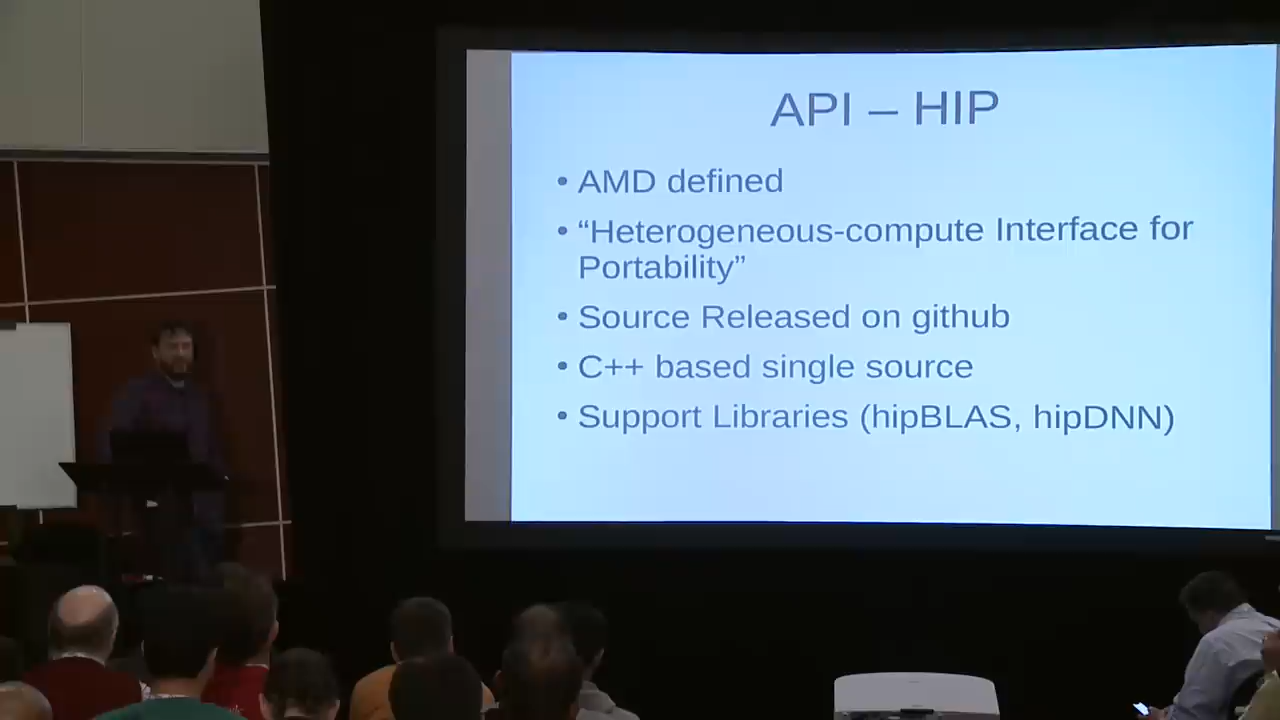 API – HIP
• AMD defined
• “Heterogeneous-compute Interface for
Portability”
• Source Released on github
• C++ based single source
• Support Libraries (hipBLAS, hipDNN)